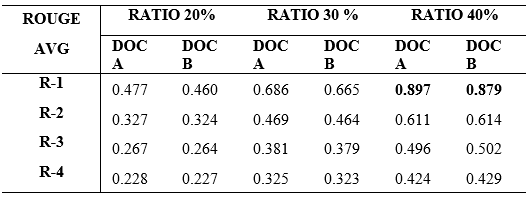 ROUGE AVG RATIO 20% RATIO 30 % RATIO 40%
DOC A DOC B DOC A DOC B DOC A DOC B
R-1 0.477 0.460 0.686 0.665 0.897 0.879
R-2 0.327 0.324 0.469 0.464 0.611 0.614
R-3 0.267 0.264 0.381 0.379 0.496 0.502
R-4 0.228 0.227 0.325 0.323 0.424 0.429